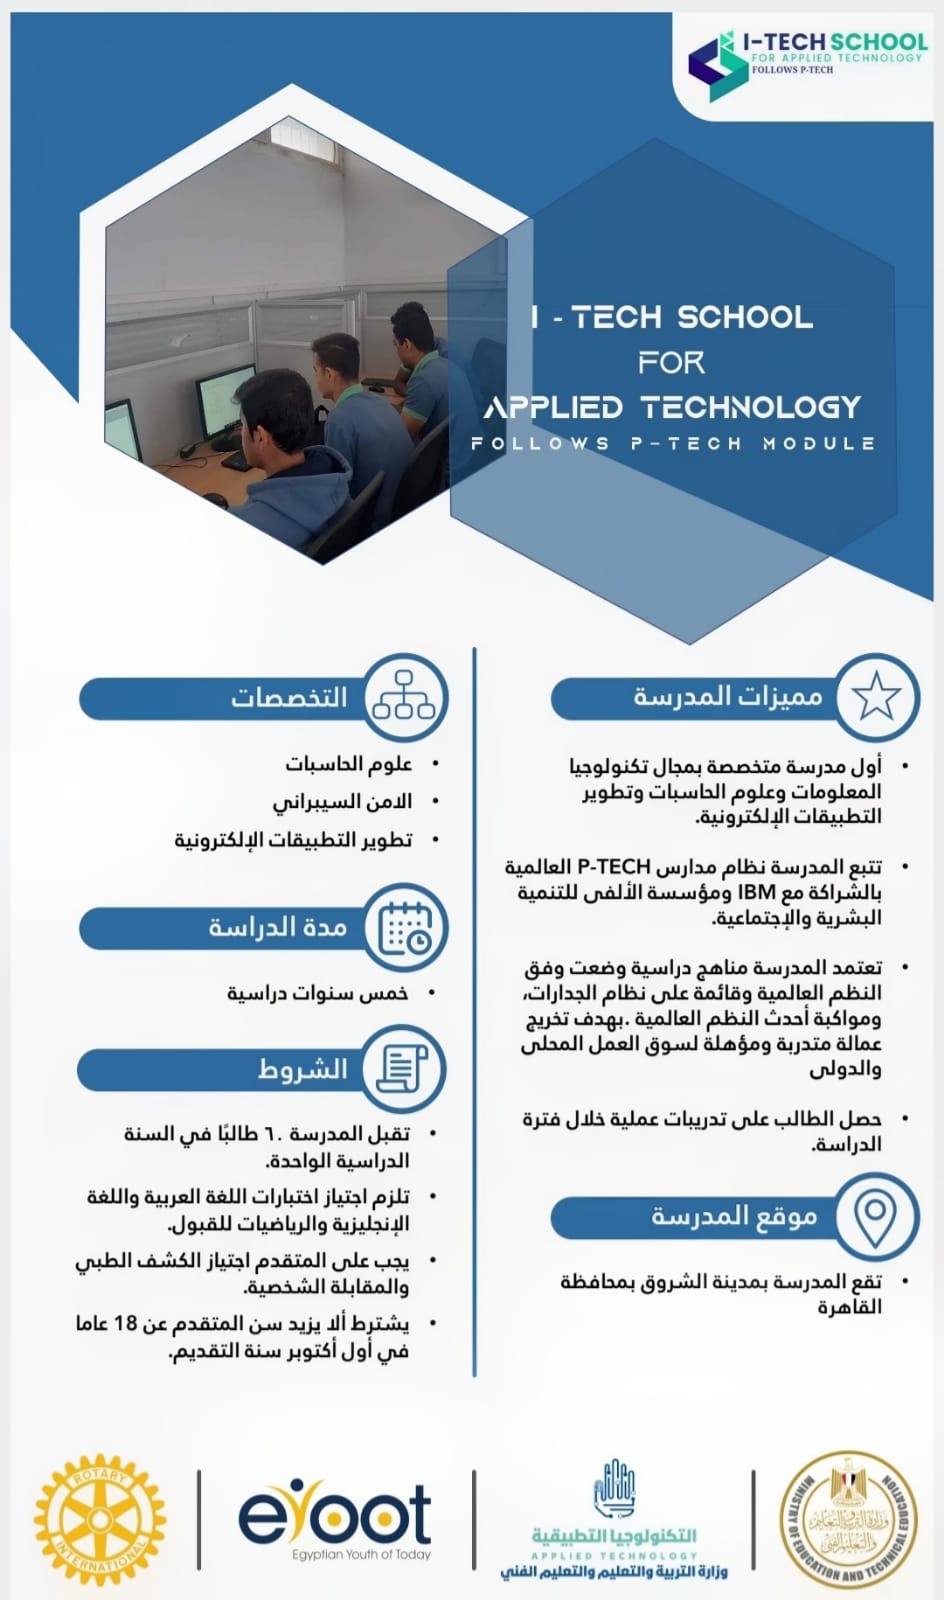 I-TECH SCHOOL
FOR APPLIED TECHNOLOGY
FOLLOWS P-TECH
I - TECH SCHOOL
FOR
APPLIED TECHNOLOGY
FOLLOWS P-TECH MODULE
مميزات المدرسة
• أول مدرسة متخصصة بمجال تكنولوجيا
المعلومات وعلوم الحاسبات وتطوير
التطبيقات الإلكترونية.
• تتبع المدرسة نظام مدارس P-TECH العالمية
بالشراكة مع IBM ومؤسسة الألفى للتنمية
البشرية والإجتماعية.
• تعتمد المدرسة مناهج دراسية وضعت وفق
النظم العالمية وقائمة على نظام الجدارات،
ومواكبة أحدث النظم العالمية .بهدف تخريج
عمالة متدربة ومؤهلة لسوق العمل المحلى
والدولى
• حصل الطالب على تدريبات عملية خلال فترة
الدراسة.
موقع المدرسة
• تقع المدرسة بمدينة الشروق بمحافظة
القاهرة
التخصصات
• علوم الحاسبات
• الامن السيبراني
• تطوير التطبيقات الإلكترونية
مدة الدراسة
• خمس سنوات دراسية
الشروط
• تقبل المدرسة ٦٠ طالبًا في السنة
الدراسية الواحدة.
• تلزم اجتياز اختبارات اللغة العربية واللغة
الإنجليزية والرياضيات للقبول.
• يجب على المتقدم اجتياز الكشف الطبي
والمقابلة الشخصية.
• يشترط ألا يزيد سن المتقدم عن 18 عاما
في أول أكتوبر سنة التقديم.
وزارة التربية والتعليم
والتعليم الفني
MINISTRY OF EDUCATION AND TECHNICAL EDUCATION
التكنولوجيا التطبيقية
APPLIED TECHNOLOGY
وزارة التربية والتعليم والتعليم الفني
eyoot
Egyptian Youth of Today
ROTARY
INTERNATIONAL